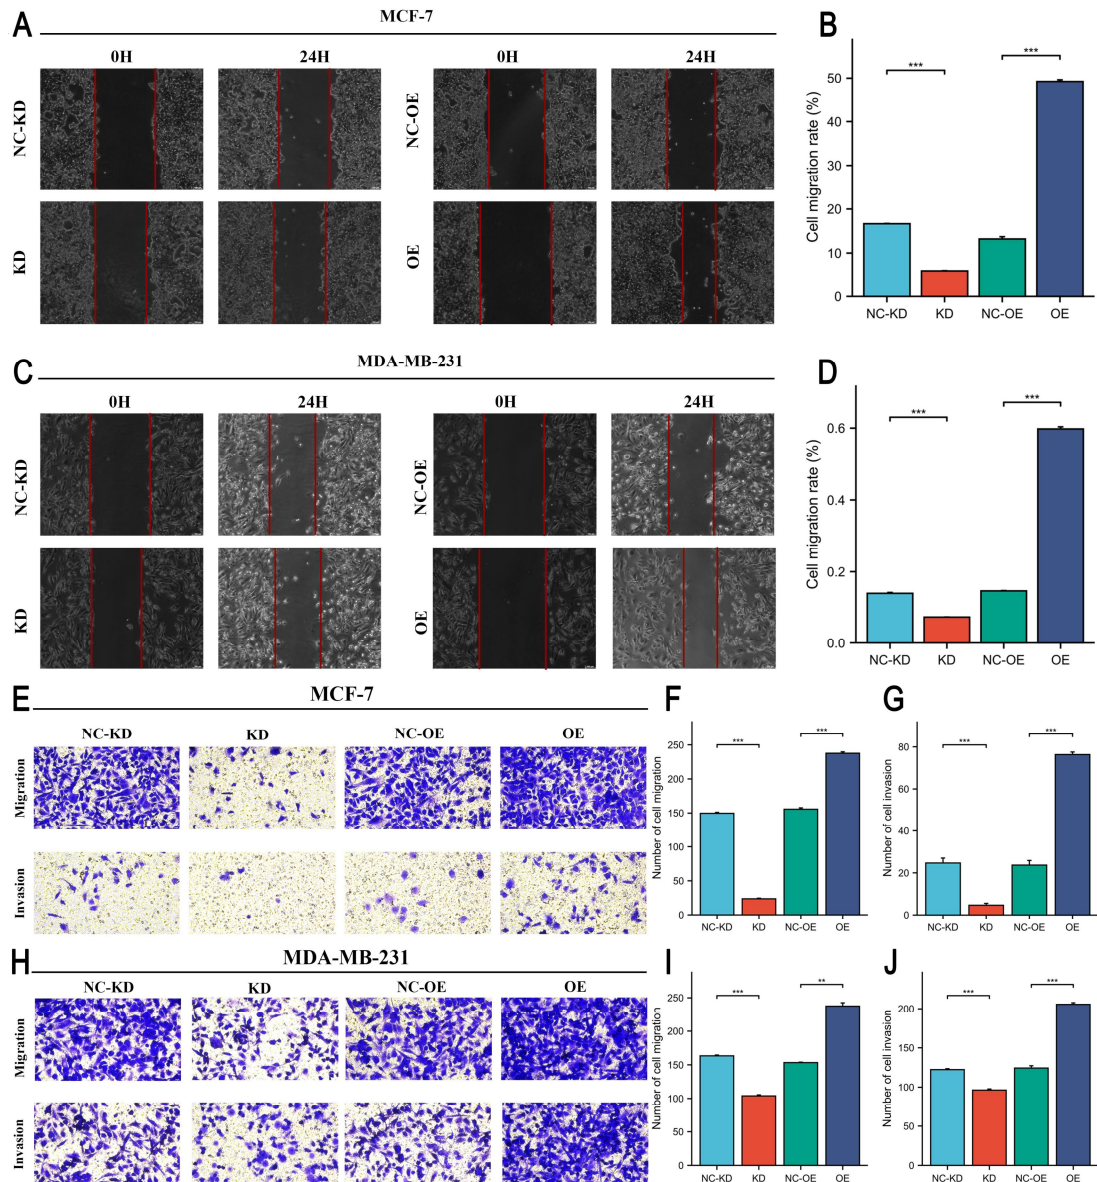 A
MCF-7
0H
24H
0H
24H
NC-KD
NC-OE
KD
OE
B
Cell migration rate (%)
50
40
30
20
10
0
***
***
NC-KD
KD
NC-OE
OE
C
MDA-MB-231
0H
24H
0H
24H
NC-KD
NC-OE
KD
OE
D
Cell migration rate (%)
0.6
0.4
0.2
0.0
***
***
NC-KD
KD
NC-OE
OE
E
MCF-7
NC-KD
KD
NC-OE
OE
Migration
Invasion
F
Number of cell migration
250
200
150
100
50
0
***
***
NC-KD
KD
NC-OE
OE
G
Number of cell invasion
80
60
40
20
0
***
***
NC-KD
KD
NC-OE
OE
H
MDA-MB-231
NC-KD
KD
NC-OE
OE
Migration
Invasion
I
Number of cell migration
250
200
150
100
50
0
***
**
NC-KD
KD
NC-OE
OE
J
Number of cell invasion
200
150
100
50
0
***
***
NC-KD
KD
NC-OE
OE